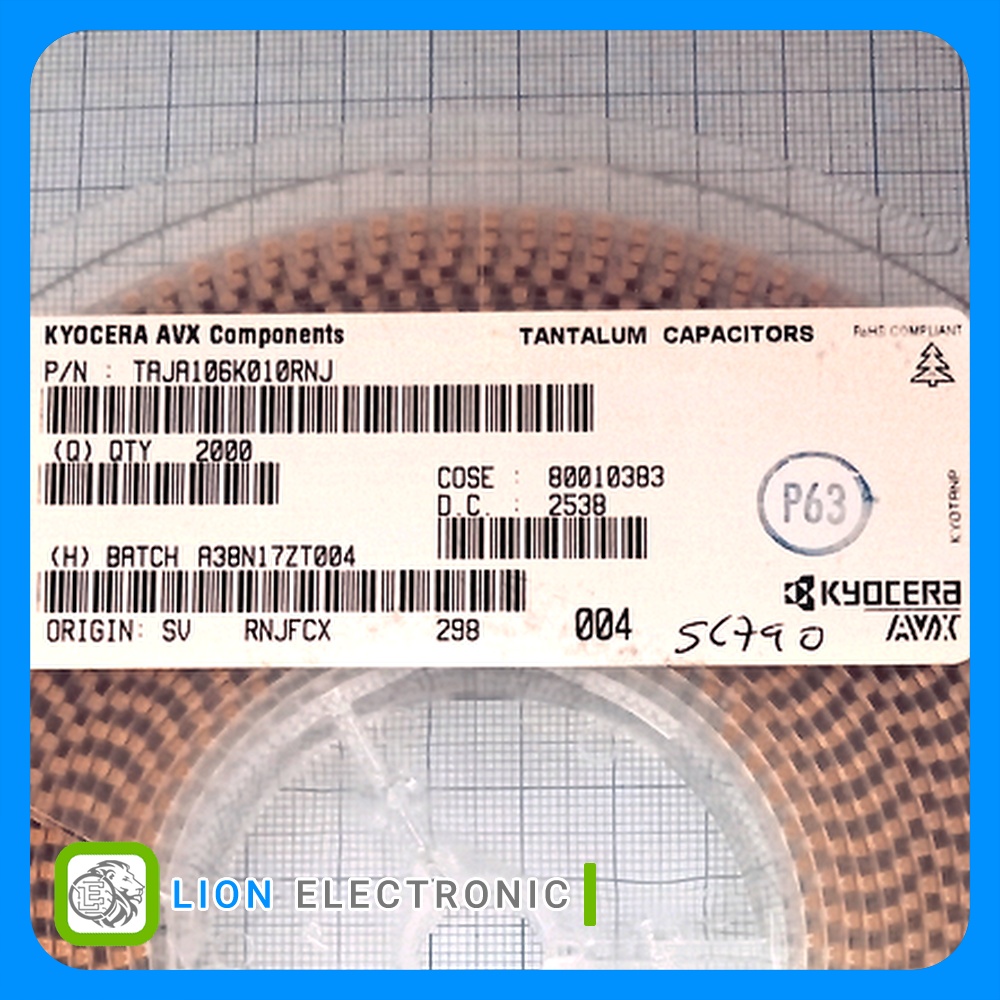 KYOCERA AVX Components
TANTALUM CAPACITORS
RoHS COMPLIANT
P/N : TAJA106K010RNJ
(Q) QTY 2000
COSE : 80010383
D.C. : 2538
P63
KYOTANP
(H) BATCH A38N17ZT004
KYOCERA
AVX
ORIGIN: SV RNJFCX 298 004
LE
LION ELECTRONIC